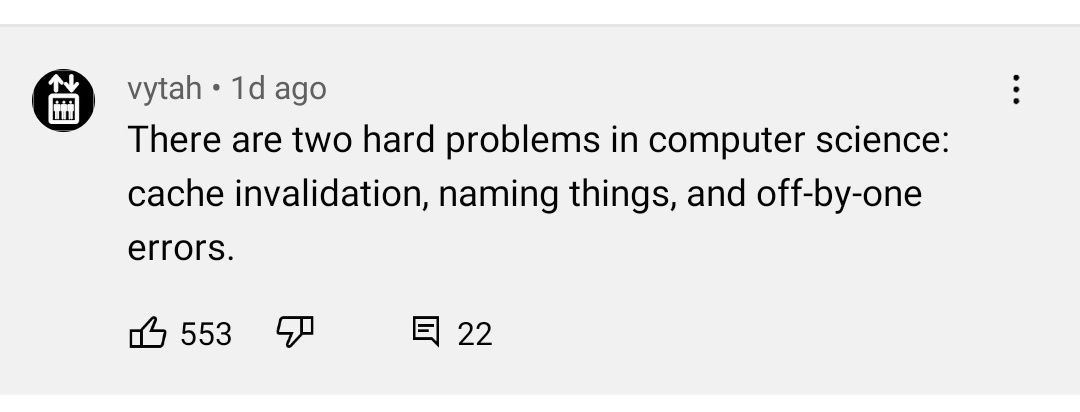 vytah • 1d ago
There are two hard problems in computer science:
cache invalidation, naming things, and off-by-one
errors.
553 22